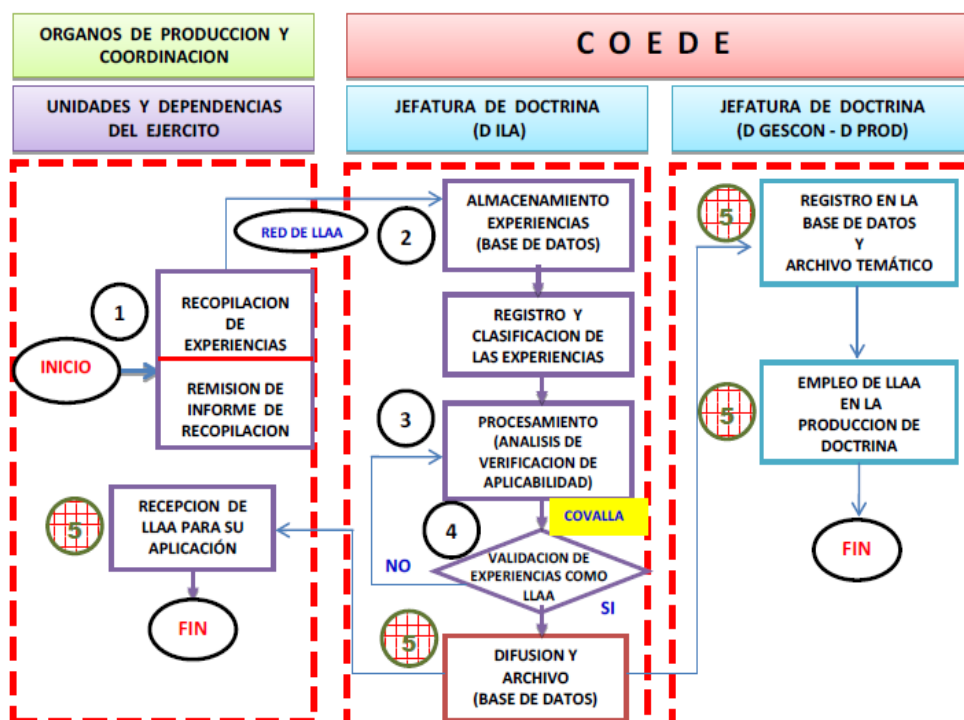 ORGANOS DE PRODUCCION Y
COORDINACION
C O E D E
UNIDADES Y DEPENDENCIAS
DEL EJERCITO
JEFATURA DE DOCTRINA
(D ILA)
JEFATURA DE DOCTRINA
(D GESCON - D PROD)
INICIO
1
RECOPILACION
DE
EXPERIENCIAS
REMISION DE
INFORME DE
RECOPILACION
RED DE LLAA
2
ALMACENAMIENTO
EXPERIENCIAS
(BASE DE DATOS)
REGISTRO Y
CLASIFICACION DE
LAS EXPERIENCIAS
3
PROCESAMIENTO
(ANALISIS DE
VERIFICACION DE
APLICABILIDAD)
COVALLA
4
VALIDACION DE
EXPERIENCIAS COMO
LLAA
NO
SI
5
DIFUSION Y
ARCHIVO
(BASE DE DATOS)
5
RECEPCION DE
LLAA PARA SU
APLICACIÓN
FIN
5
REGISTRO EN LA
BASE DE DATOS
Y
ARCHIVO TEMÁTICO
5
EMPLEO DE LLAA
EN LA
PRODUCCION DE
DOCTRINA
FIN